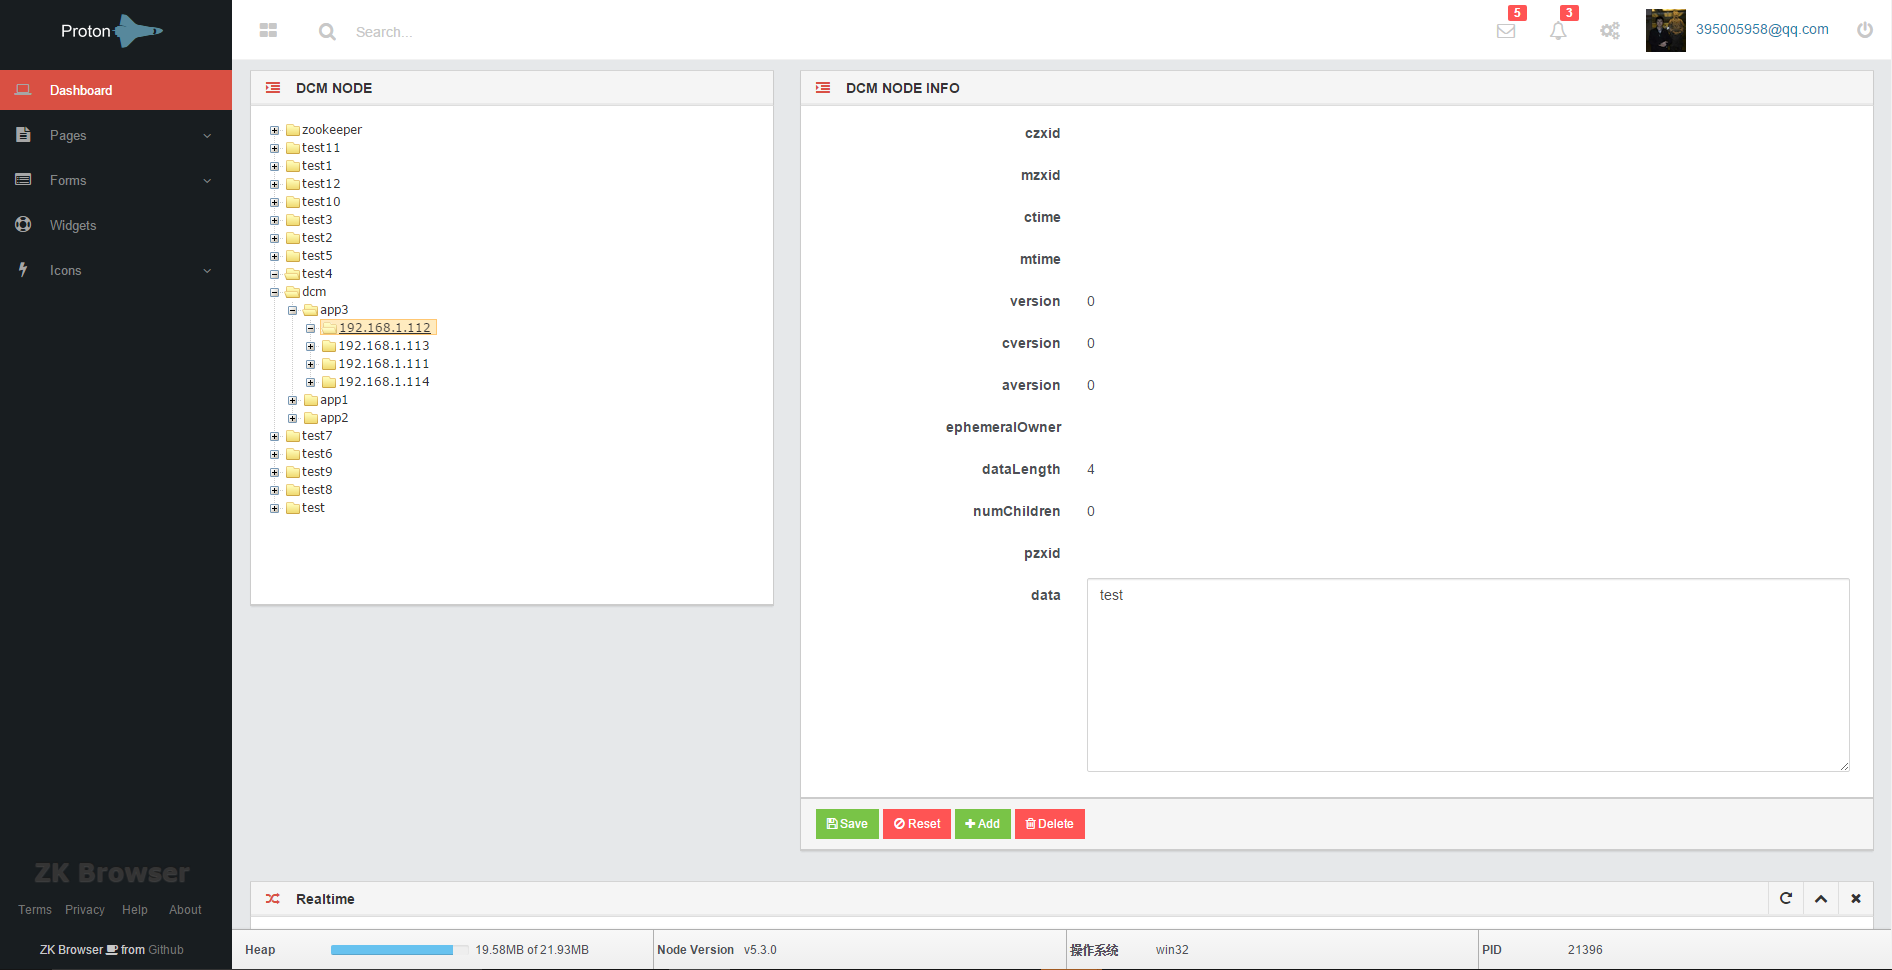 Proton
Dashboard
Pages
Forms
Widgets
Icons
ZK Browser
Terms Privacy Help About
ZK Browser from Github
Search...
5
3
395005958@qq.com
DCM NODE
zookeeper
test11
test1
test12
test10
test3
test2
test5
test4
dcm
app3
192.168.1.112
192.168.1.113
192.168.1.111
192.168.1.114
app1
app2
test7
test6
test9
test8
test
DCM NODE INFO
czxid
mzxid
ctime
mtime
version 0
cversion 0
aversion 0
ephemeralOwner
dataLength 4
numChildren 0
pzxid
data test
Save Reset Add Delete
Realtime
Heap 19.58MB of 21.93MB Node Version v5.3.0 操作系统 win32 PID 21396